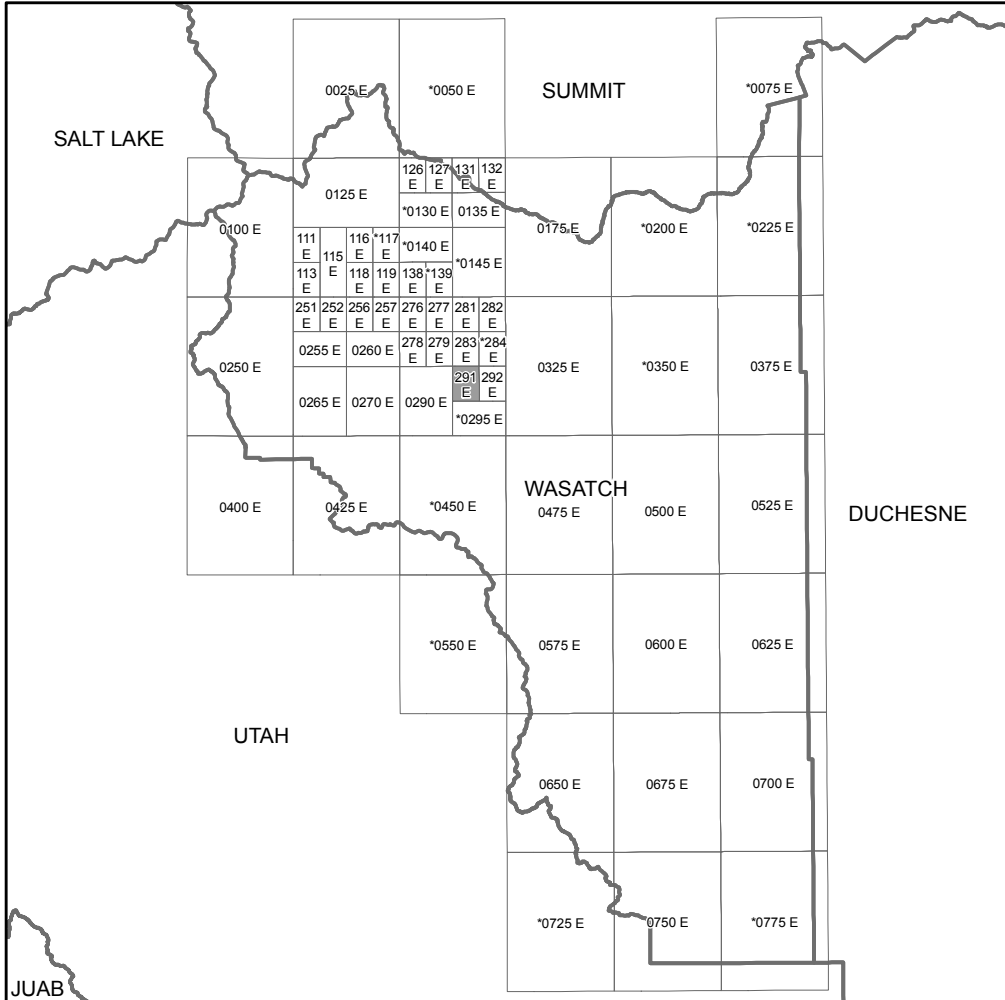 SUMMIT
0025 E
*0050 E
*0075 E
SALT LAKE
126 E
127 E
131 E
132 E
0125 E
*0130 E
0135 E
0100 E
0175 E
*0200 E
*0225 E
111 E
115 E
116 E
*117 E
*0140 E
*0145 E
113 E
118 E
119 E
138 E
*139 E
251 E
252 E
256 E
257 E
276 E
277 E
281 E
282 E
0250 E
0255 E
0260 E
278 E
279 E
283 E
*284 E
0325 E
*0350 E
0375 E
0265 E
0270 E
0290 E
291 E
292 E
*0295 E
WASATCH
0400 E
0425 E
*0450 E
0475 E
0500 E
0525 E
DUCHESNE
*0550 E
0575 E
0600 E
0625 E
UTAH
0650 E
0675 E
0700 E
*0725 E
0750 E
*0775 E
JUAB